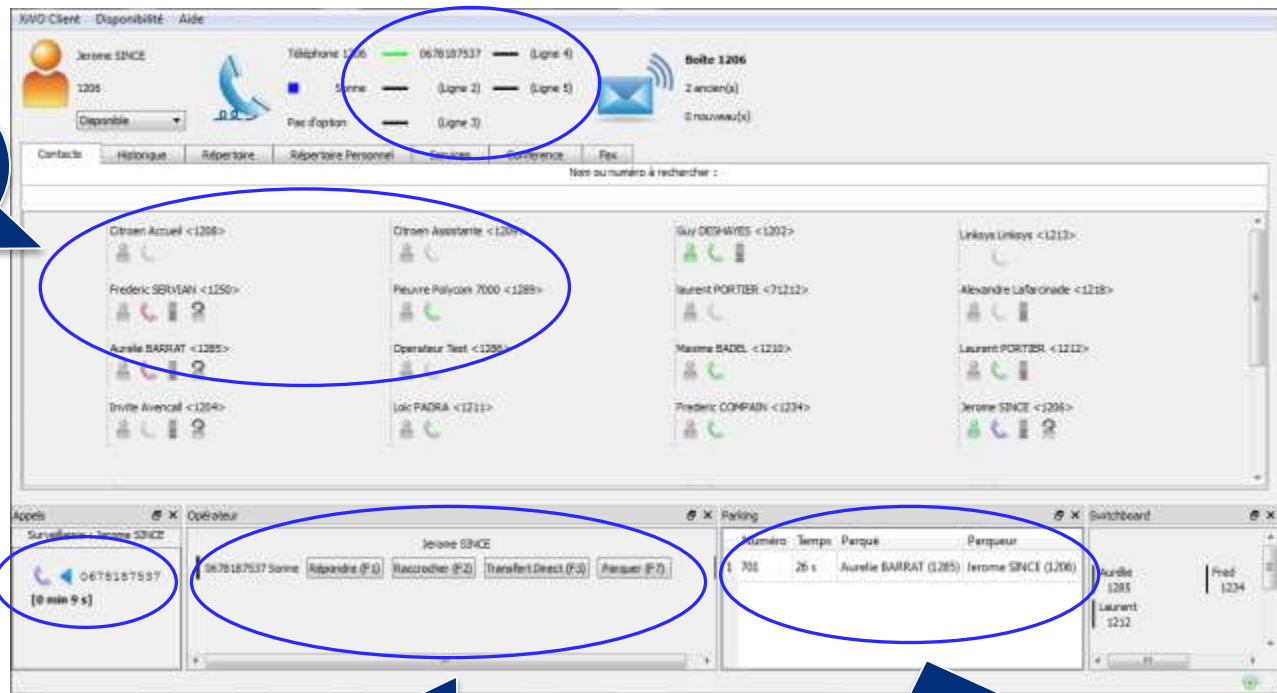 XiVO Client Disponibilité Aide
Jerome SINCE
1206
Disponible
Téléphone 1206
Sonne
Pas d'option
0678187537
(Ligne 2)
(Ligne 3)
(Ligne 4)
(Ligne 5)
Boîte 1206
2 ancien(s)
0 nouveau(x)
Contacts Historique Répertoire Répertoire Personnel Services Conférence Fax
Nom ou numéro à rechercher :
Citroen Accueil <1208> Citroen Assistante <1209> Guy DESHAYES <1202> Linksys Linksys <1213>
Frederic SERVIAN <1250> Pieuvre Polycom 7000 <1289> laurent PORTIER <71212> Alexandre Lafarcinade <1218>
Aurelie BARRAT <1285> Operateur Test <1286> Maxime BADEL <1210> Laurent PORTIER <1212>
Invite Avencall <1204> Loic PADRA <1211> Frederic COMPAIN <1234> Jerome SINCE <1206>
Appels
Surveillance : Jerome SINCE
0678187537
[0 min 9 s]
Opérateur
Jerome SINCE
0678187537 Sonne Répondre (F1) Raccrocher (F2) Transfert Direct (F3) Parquer (F7)
Parking
Numéro Temps Parqué Parqueur
1 701 26 s Aurelie BARRAT (1285) Jerome SINCE (1206)
Switchboard
Aurélie
1285
Fred
1234
Laurent
1212